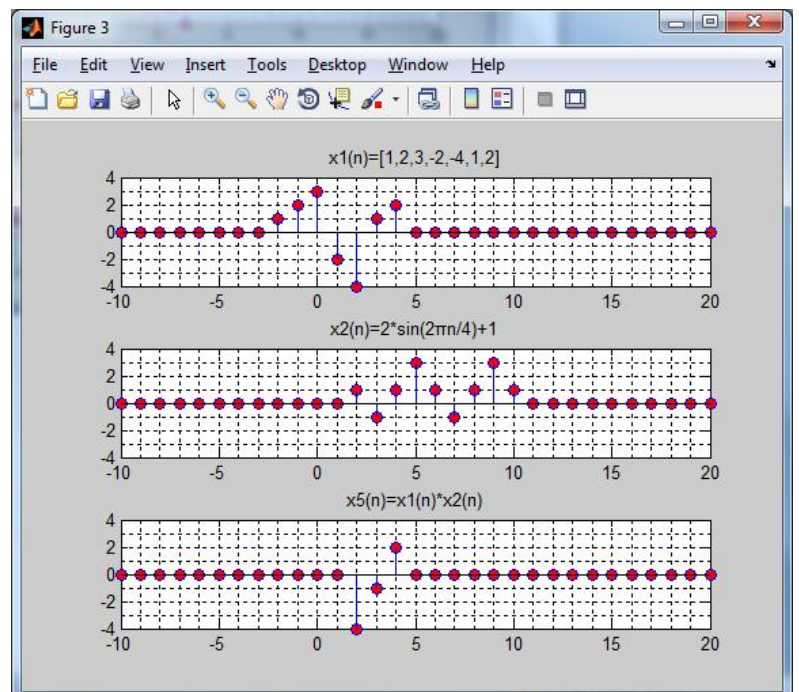 Figure 3
File Edit View Insert Tools Desktop Window Help
x1(n)=[1,2,3,-2,-4,1,2]
4
2
0
-2
-4
-10 -5 0 5 10 15 20
x2(n)=2*sin(2πn/4)+1
4
2
0
-2
-4
-10 -5 0 5 10 15 20
x5(n)=x1(n)*x2(n)
4
2
0
-2
-4
-10 -5 0 5 10 15 20